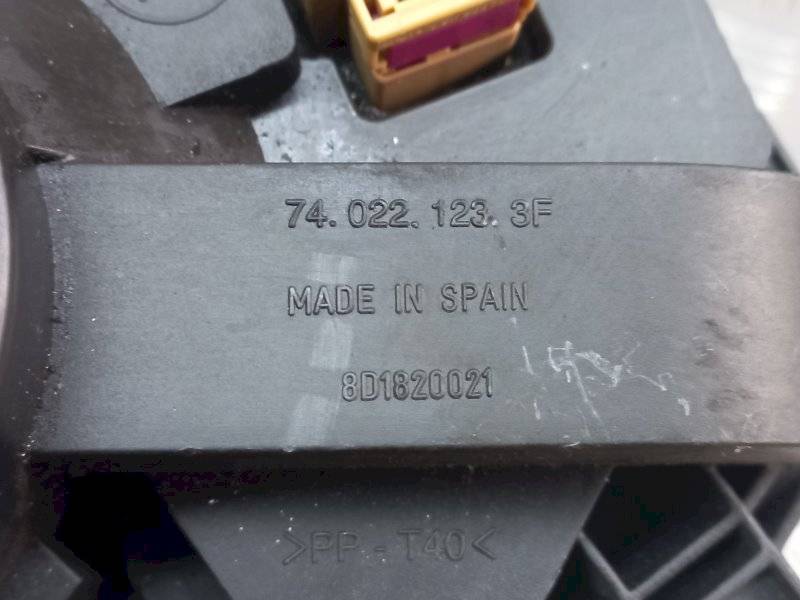 74.022.123.3F
MADE IN SPAIN
8D1820021
>PP-T40<